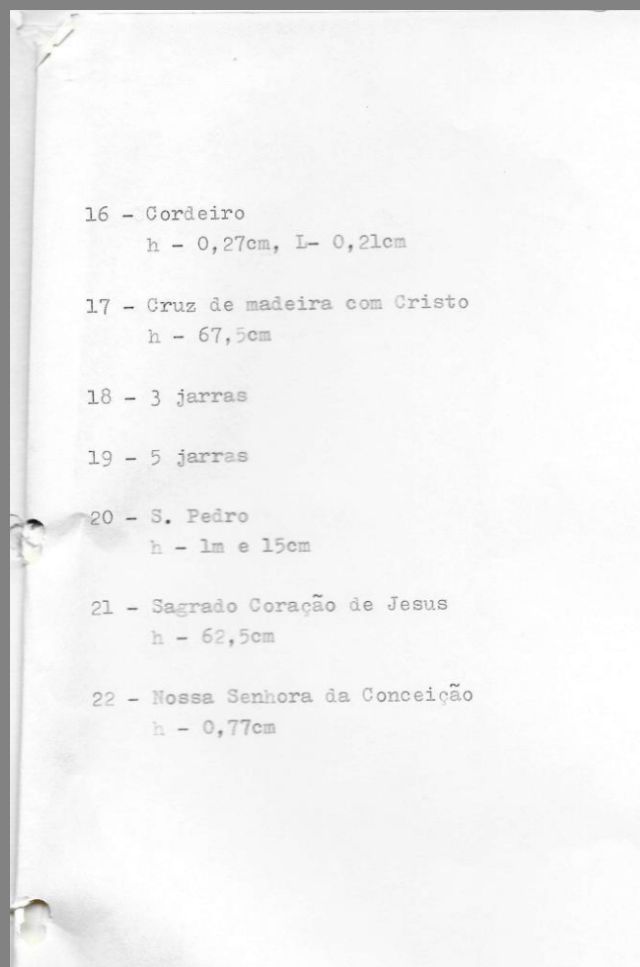 16 - Cordeiro
h - 0,27cm, L- 0,21cm
17 - Cruz de madeira com Cristo
h - 67,5cm
18 - 3 jarras
19 - 5 jarras
20 - S. Pedro
h - 1m e 15cm
21 - Sagrado Coração de Jesus
h - 62,5cm
22 - Nossa Senhora da Conceição
h - 0,77cm